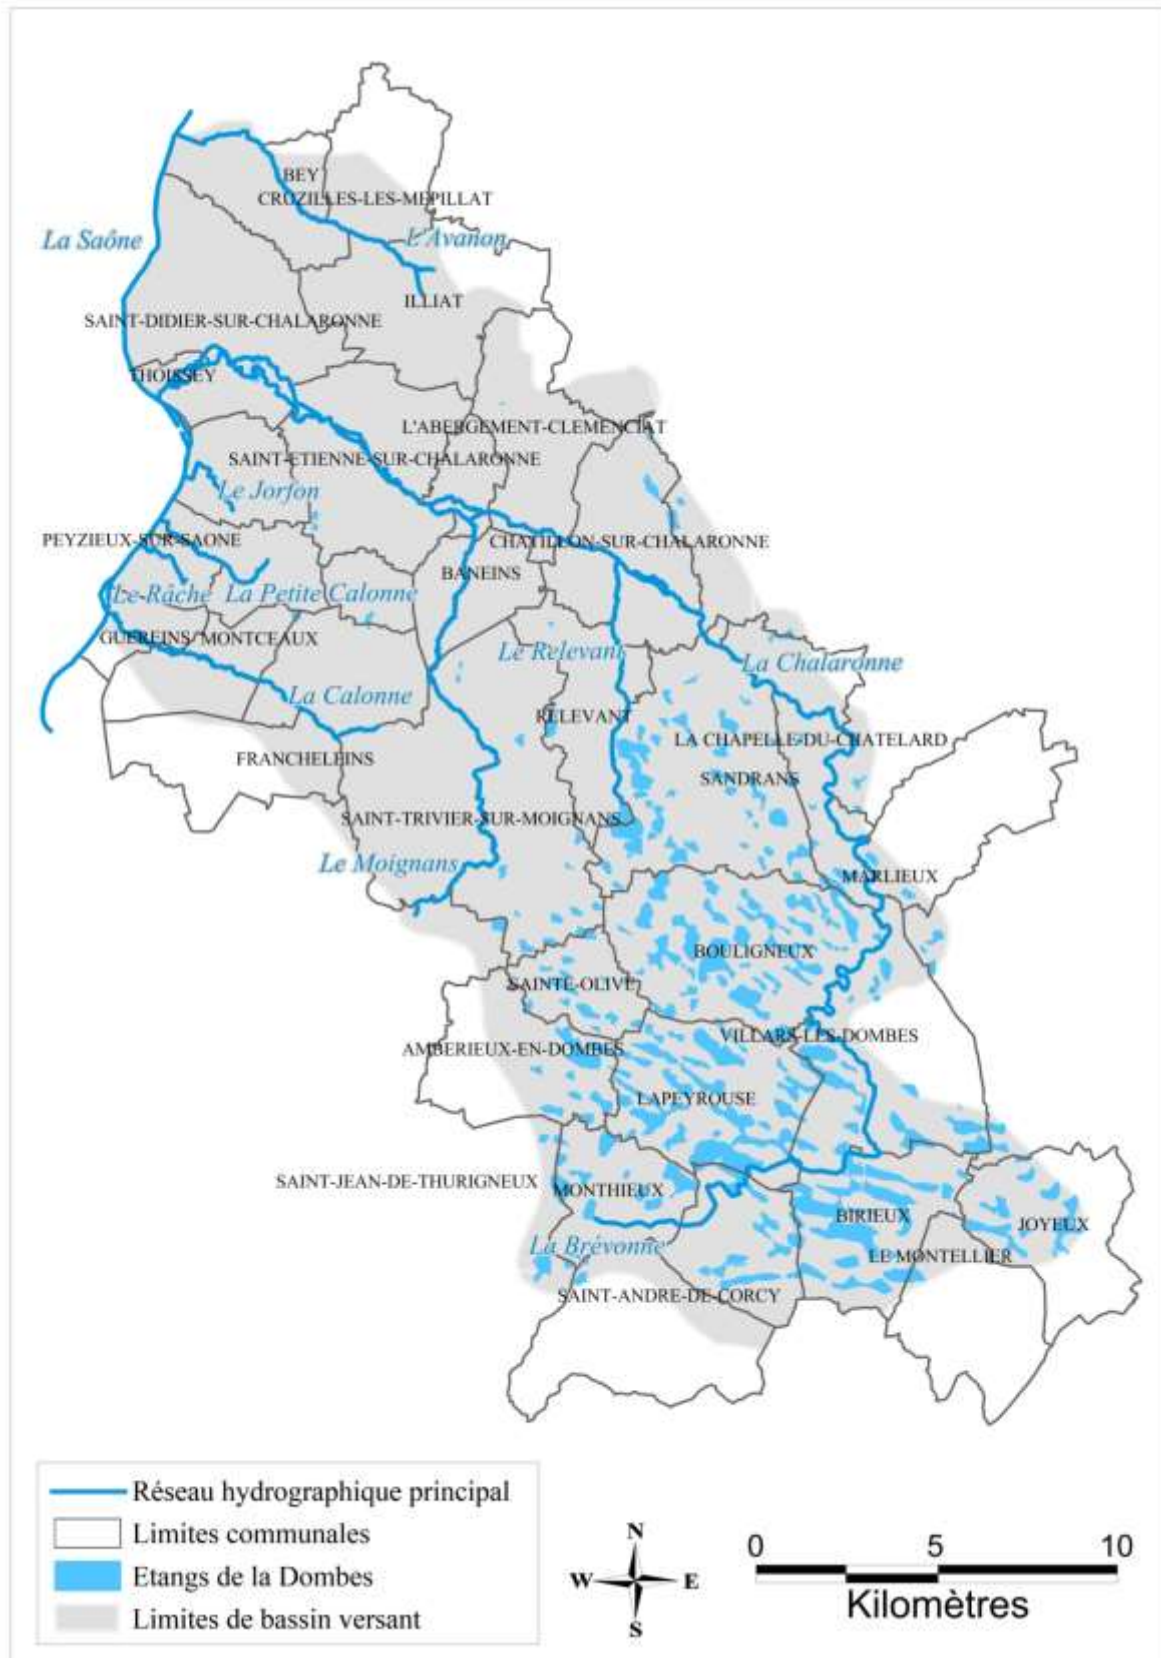 BEY
CROZILLES-LES-MEPILLAT
La Saône
L'Avanon
ILLIAT
SAINT-DIDIER-SUR-CHALARONNE
THOISSEY
L'ABERGEMENT-CLEMENCIAT
SAINT-ETIENNE-SUR-CHALARONNE
Le Jorfon
PEYZIEUX-SUR-SAONE
CHATILLON-SUR-CHALARONNE
BANEINS
Le Râche
La Petite Calonne
GUEREINS
MONTCEAUX
Le Relevant
La Chalaronne
La Calonne
RELEVANT
LA CHAPELLE-DU-CHATELARD
FRANCHELEINS
SANDRANS
SAINT-TRIVIER-SUR-MOIGNANS
Le Moignans
MARLIEUX
BOULIGNEUX
SAINTE-OLIVE
VILLARS-LES-DOMBES
AMBERIEUX-EN-DOMBES
LAPEYROUSE
SAINT-JEAN-DE-THURIGNEUX
MONTHIEUX
BIRIEUX
JOYEUX
La Brévonne
LE MONTELLIER
SAINT-ANDRE-DE-CORCY
Réseau hydrographique principal
Limites communales
Etangs de la Dombes
Limites de bassin versant
N
W E
S
0 5 10
Kilomètres